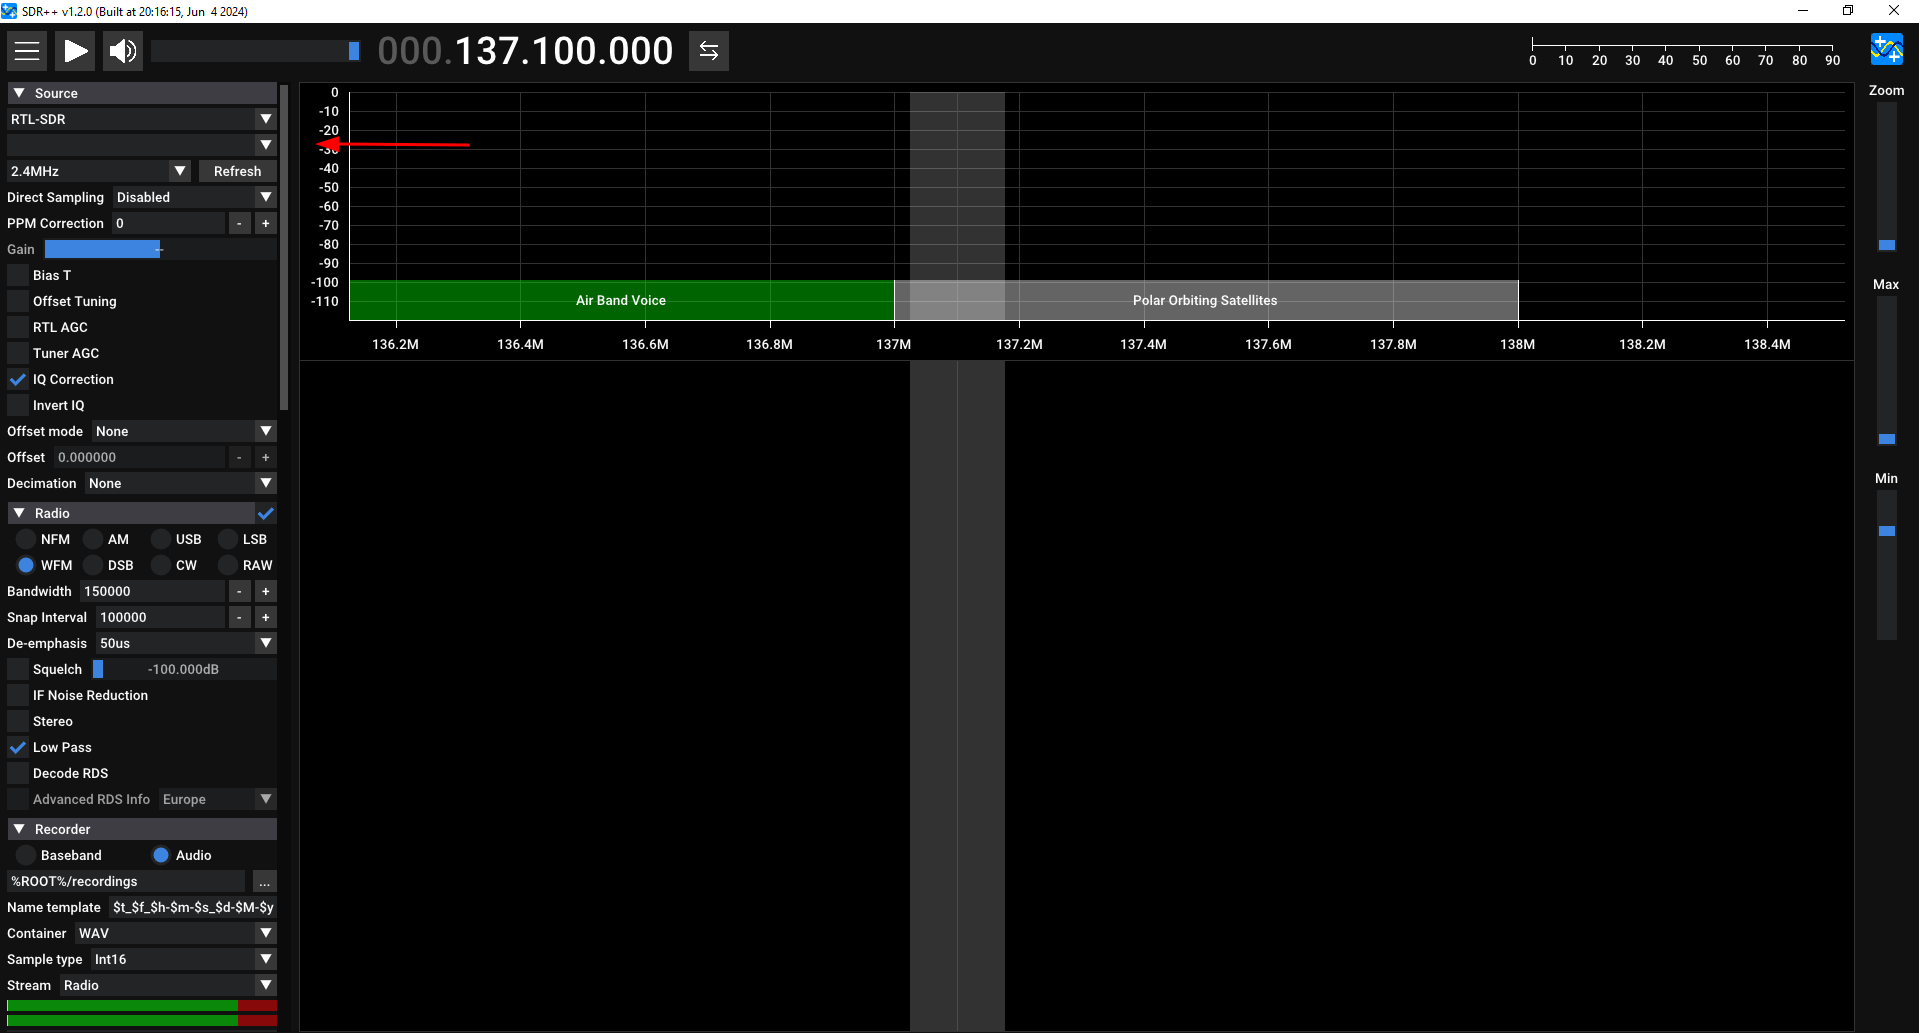 SDR++ v1.2.0 (Built at 20:16:15, Jun  4 2024)
000.137.100.000
0 10 20 30 40 50 60 70 80 90
Source
RTL-SDR
2.4MHz Refresh
Direct Sampling Disabled
PPM Correction 0 - +
Gain --
Bias T
Offset Tuning
RTL AGC
Tuner AGC
IQ Correction
Invert IQ
Offset mode None
Offset 0.000000 - +
Decimation None
Radio
NFM AM USB LSB
WFM DSB CW RAW
Bandwidth 150000 - +
Snap Interval 100000 - +
De-emphasis 50us
Squelch -100.000dB
IF Noise Reduction
Stereo
Low Pass
Decode RDS
Advanced RDS Info Europe
Recorder
Baseband Audio
%ROOT%/recordings ...
Name template $t_$f_$h-$m-$s_$d-$M-$y
Container WAV
Sample type Int16
Stream Radio
0
-10
-20
-30
-40
-50
-60
-70
-80
-90
-100
-110
Air Band Voice Polar Orbiting Satellites
136.2M 136.4M 136.6M 136.8M 137M 137.2M 137.4M 137.6M 137.8M 138M 138.2M 138.4M
Zoom
Max
Min